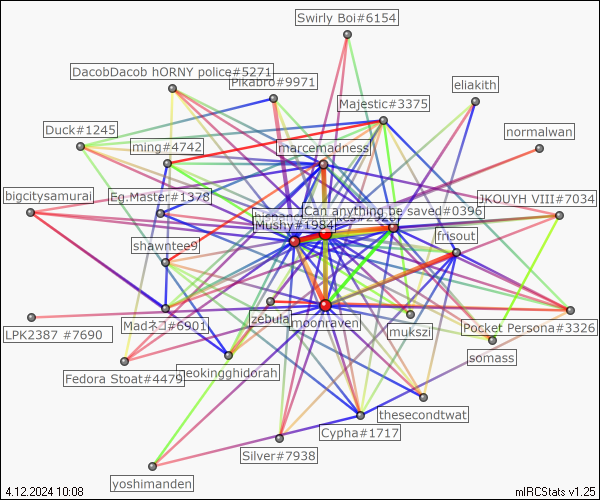 Swirly Boi#6154
DacobDacob hORNY police#5271
Pikabro#9971
eliakith
Majestic#3375
Duck#1245
normalwan
ming#4742
marcemadness
bigcitysamurai
Eg.Master#1378
JKOUYH VIII#7034
Can anything be saved#0396
Mushy#1984
frisout
shawntee9
Madネコ#6901
zebula
moonraven
mukszi
Pocket Persona#3326
LPK2387 #7690
somass
Fedora Stoat#4479
neokingghidorah
thesecondtwat
Cypha#1717
Silver#7938
yoshimanden
4.12.2024 10:08
mIRCStats v1.25